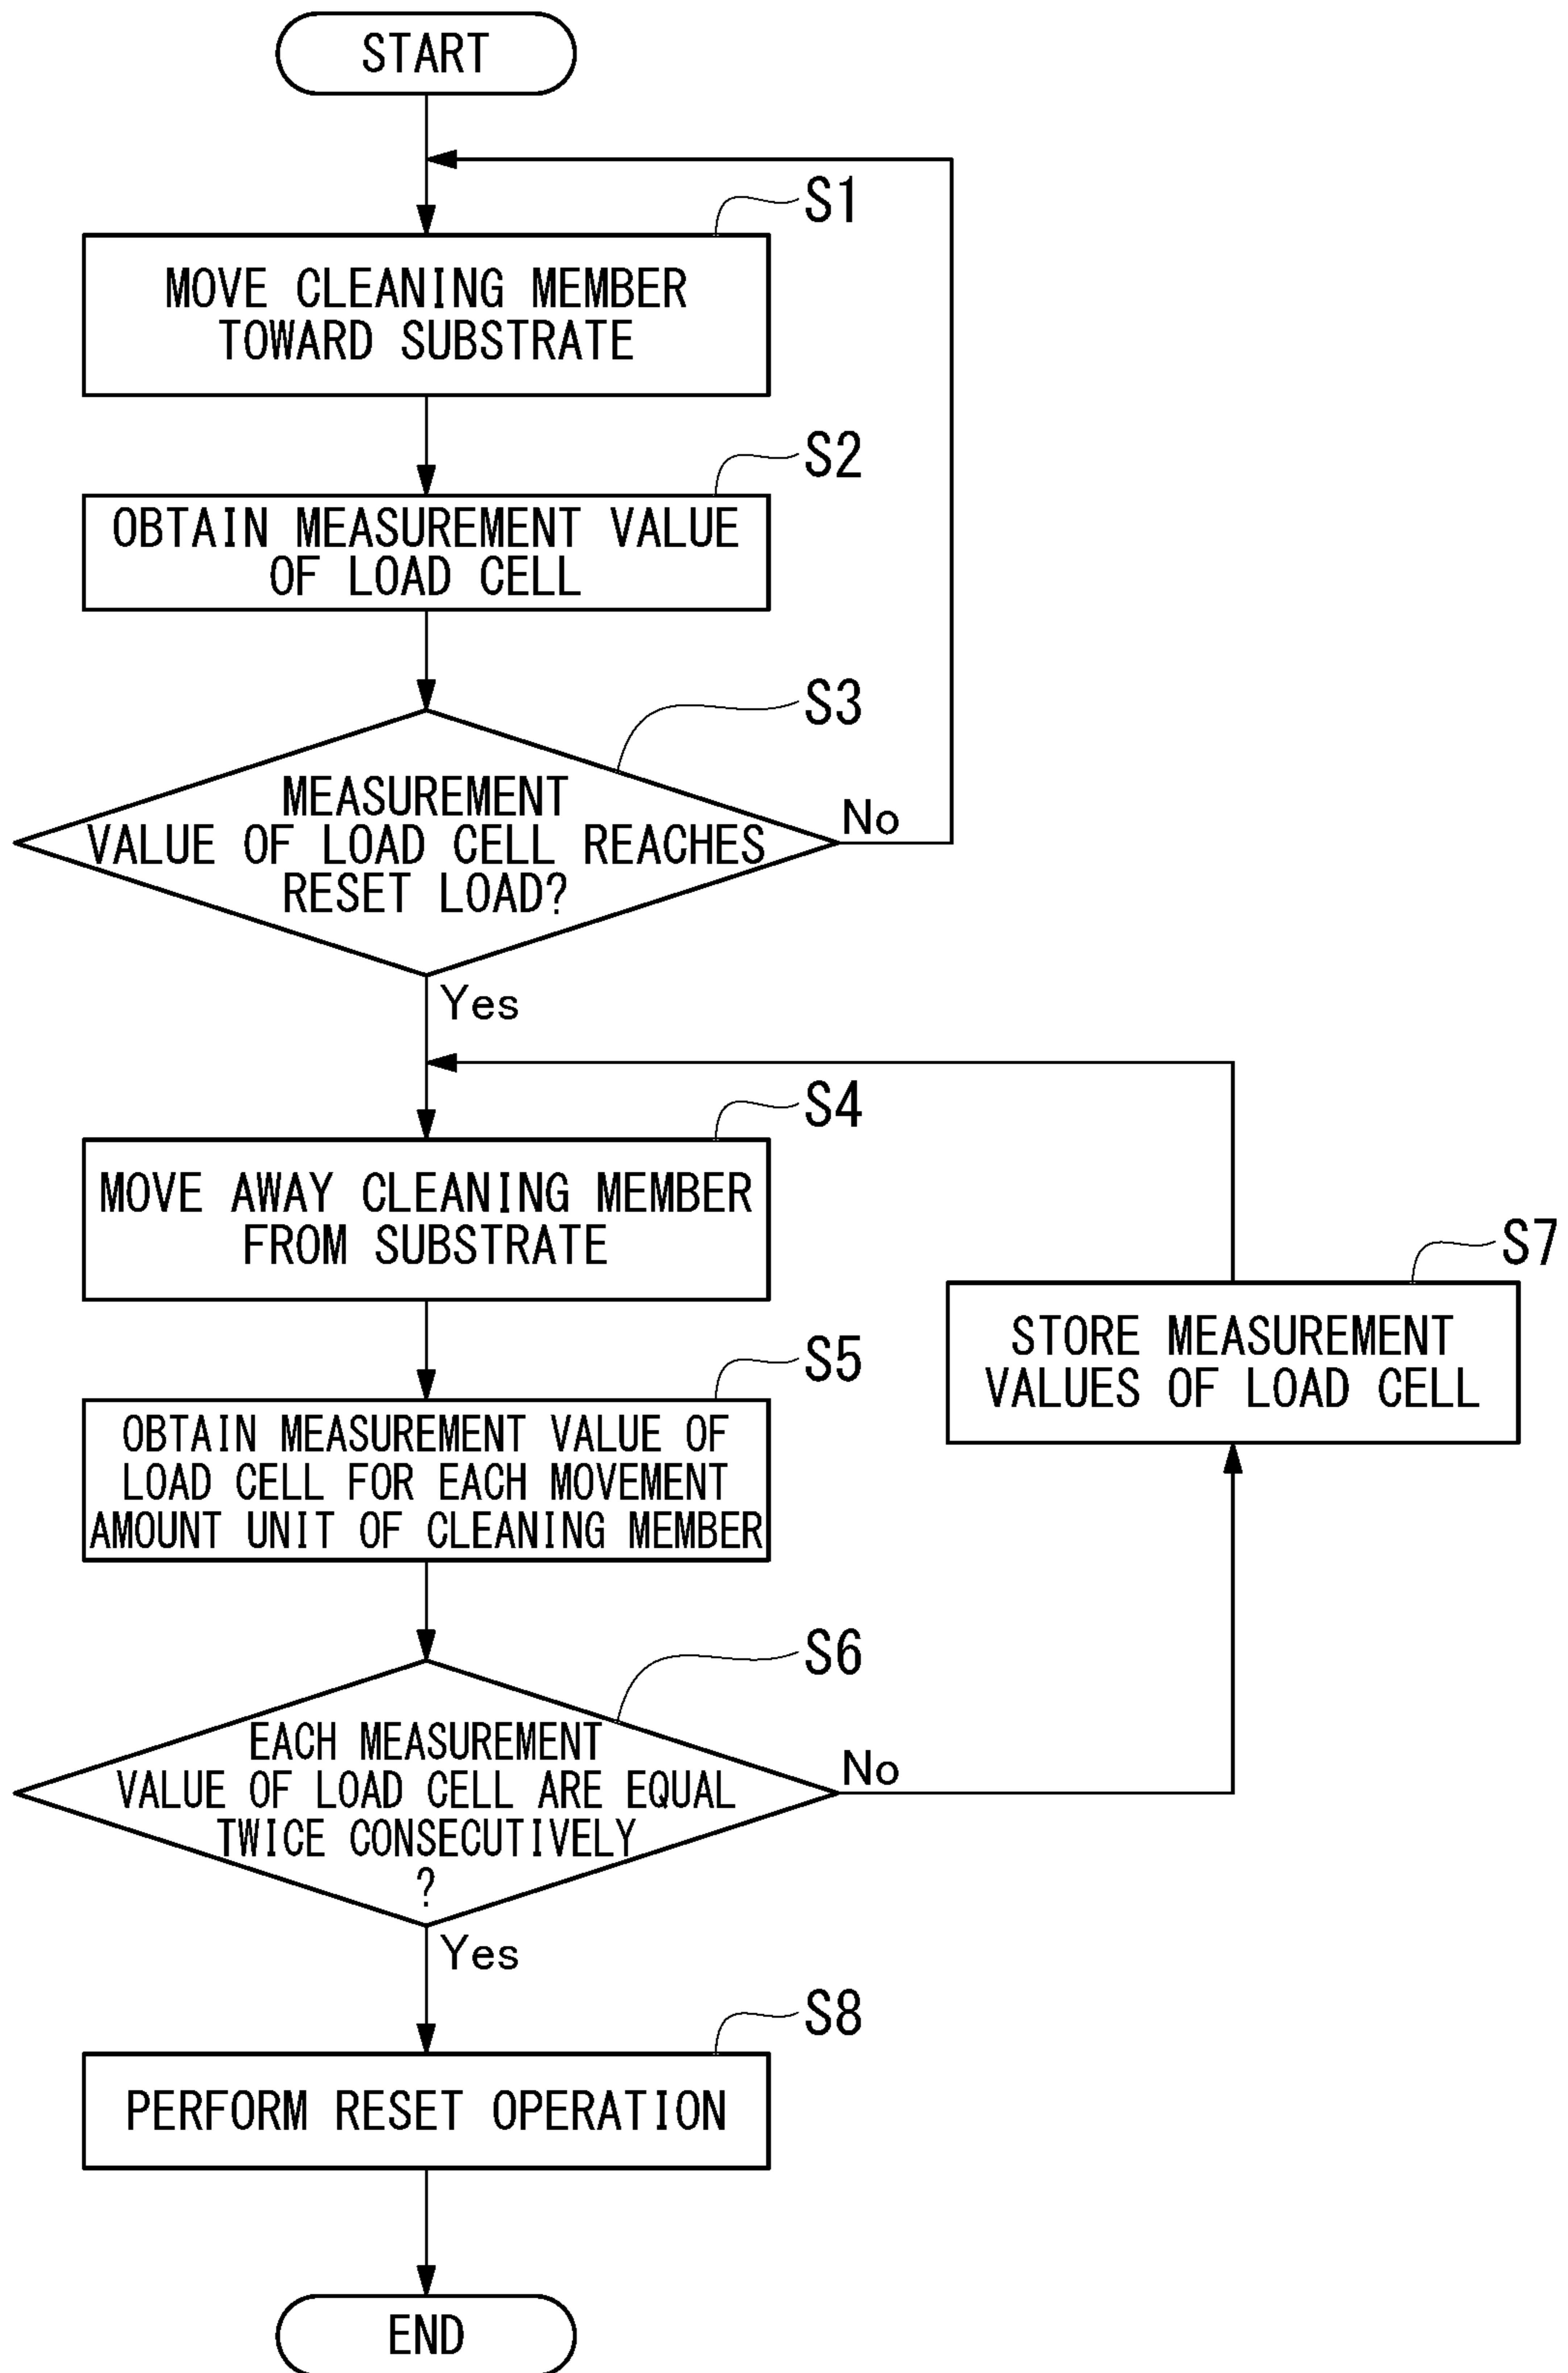 START
S1
MOVE CLEANING MEMBER
TOWARD SUBSTRATE
S2
OBTAIN MEASUREMENT VALUE
OF LOAD CELL
S3
MEASUREMENT
VALUE OF LOAD CELL REACHES
RESET LOAD?
No
Yes
S4
MOVE AWAY CLEANING MEMBER
FROM SUBSTRATE
S7
STORE MEASUREMENT
VALUES OF LOAD CELL
S5
OBTAIN MEASUREMENT VALUE OF
LOAD CELL FOR EACH MOVEMENT
AMOUNT UNIT OF CLEANING MEMBER
S6
EACH MEASUREMENT
VALUE OF LOAD CELL ARE EQUAL
TWICE CONSECUTIVELY
?
No
Yes
S8
PERFORM RESET OPERATION
END